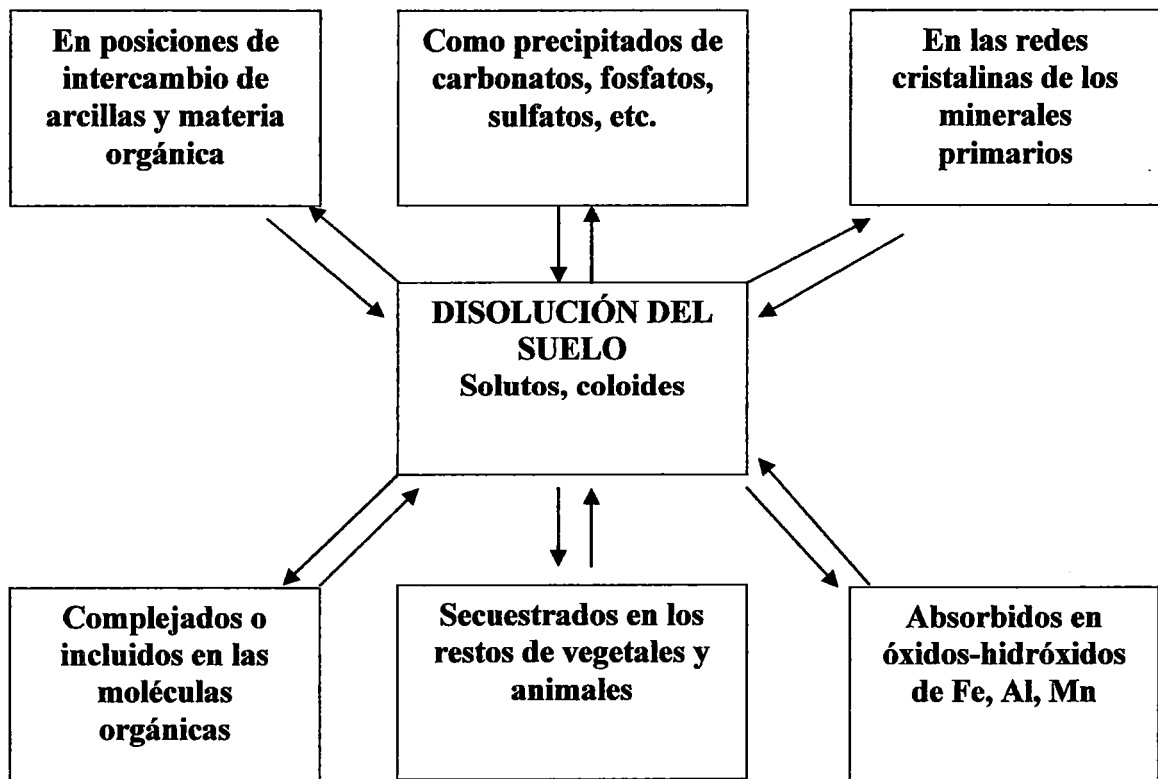 En posiciones de
intercambio de
arcillas y materia
orgánica
Como precipitados de
carbonatos, fosfatos,
sulfatos, etc.
En las redes
cristalinas de los
minerales
primarios
DISOLUCIÓN DEL
SUELO
Solutos, coloides
Complejados o
incluidos en las
moléculas
orgánicas
Secuestrados en los
restos de vegetales y
animales
Absorbidos en
óxidos-hidróxidos
de Fe, Al, Mn